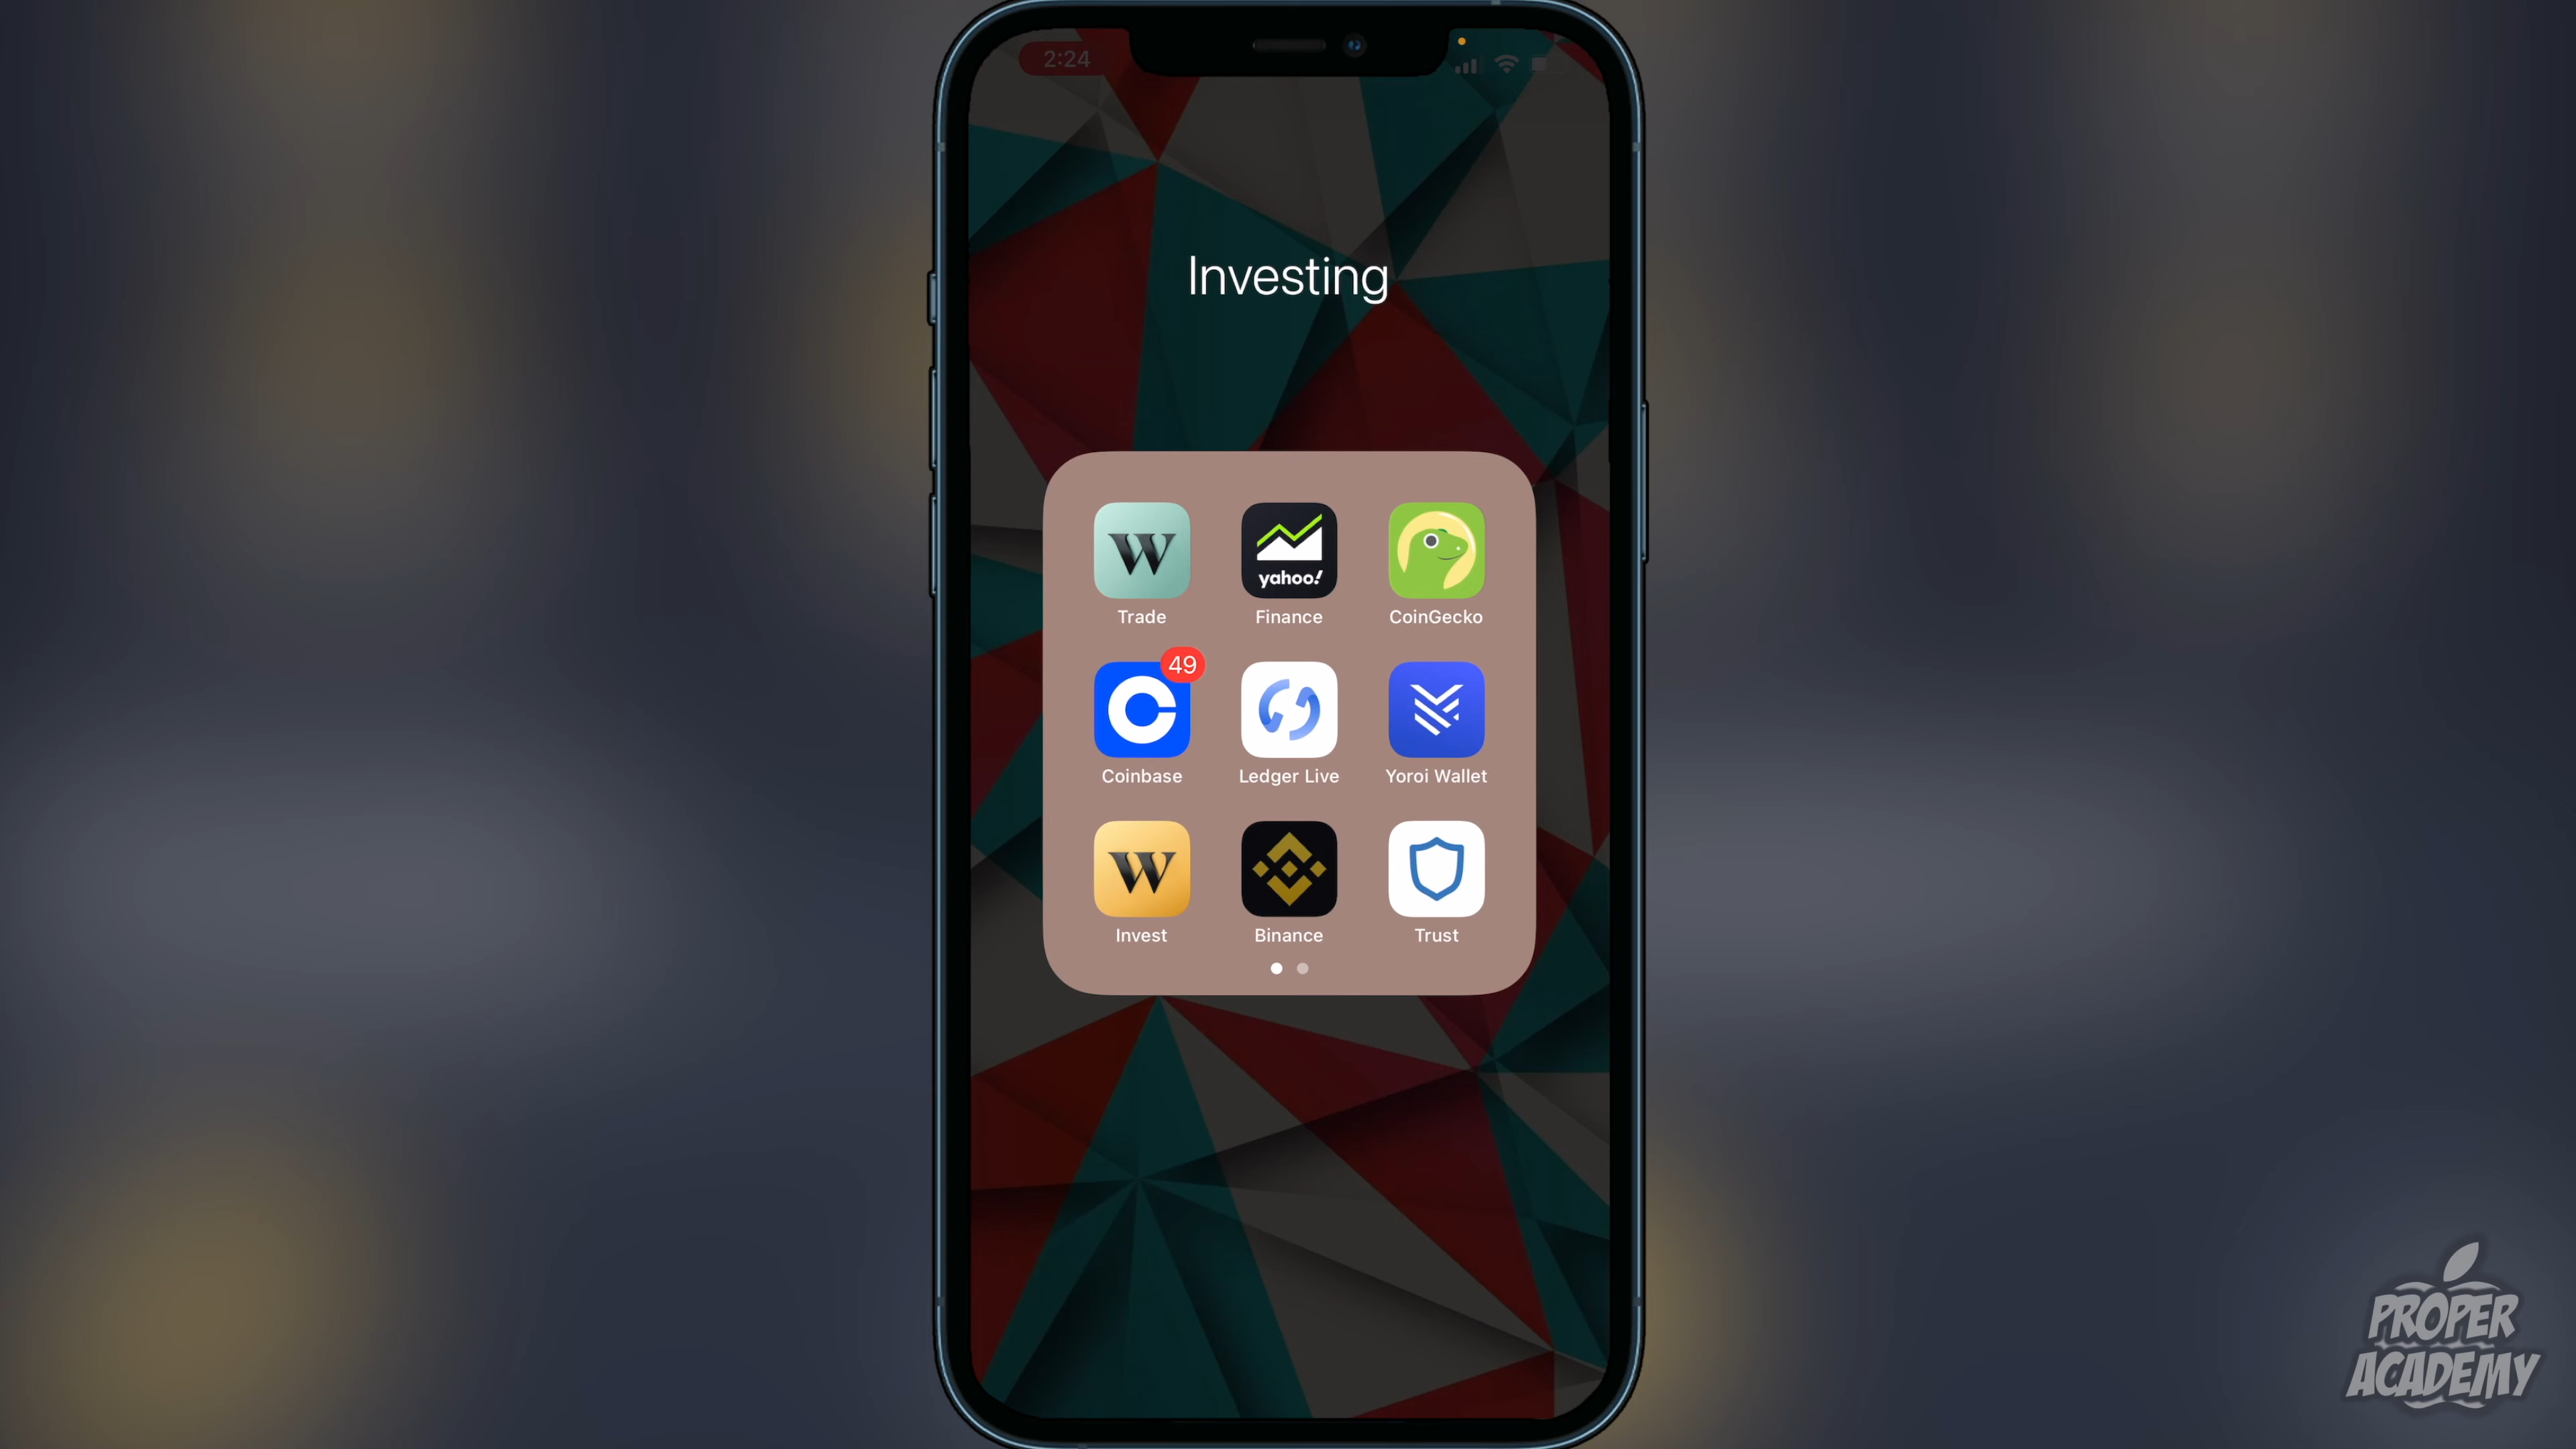 2:24
Investing
W
yahoo!
Trade
Finance
CoinGecko
49
Coinbase
Ledger Live
Yoroi Wallet
W
Invest
Binance
Trust
PROPER
ACADEMY